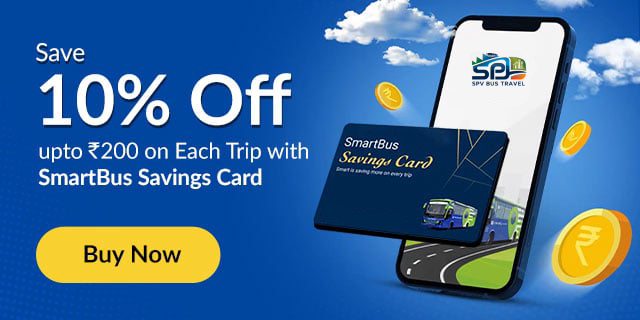 Save
10% Off
upto ₹200 on Each Trip with
SmartBus Savings Card
Buy Now
SPV
SPV BUS TRAVEL
SmartBus
Savings Card
Smart is saving more on every trip
₹
₹
₹